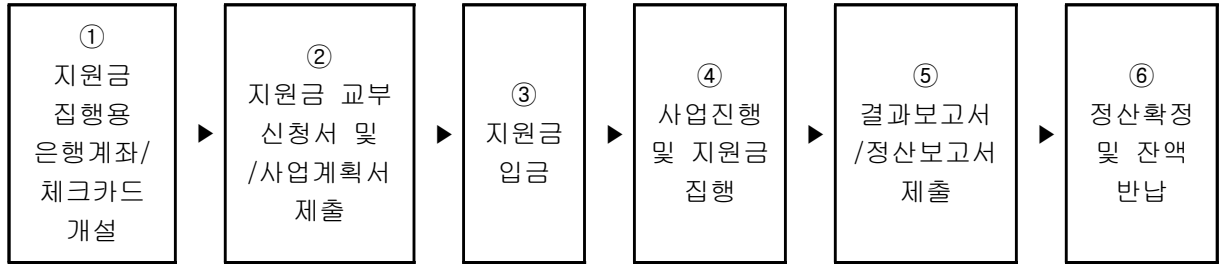 ①
지원금
집행용
은행계좌/
체크카드
개설
▶
②
지원금 교부
신청서 및
/사업계획서
제출
▶
③
지원금
입금
▶
④
사업진행
및 지원금
집행
▶
⑤
결과보고서
/정산보고서
제출
▶
⑥
정산확정
및 잔액
반납